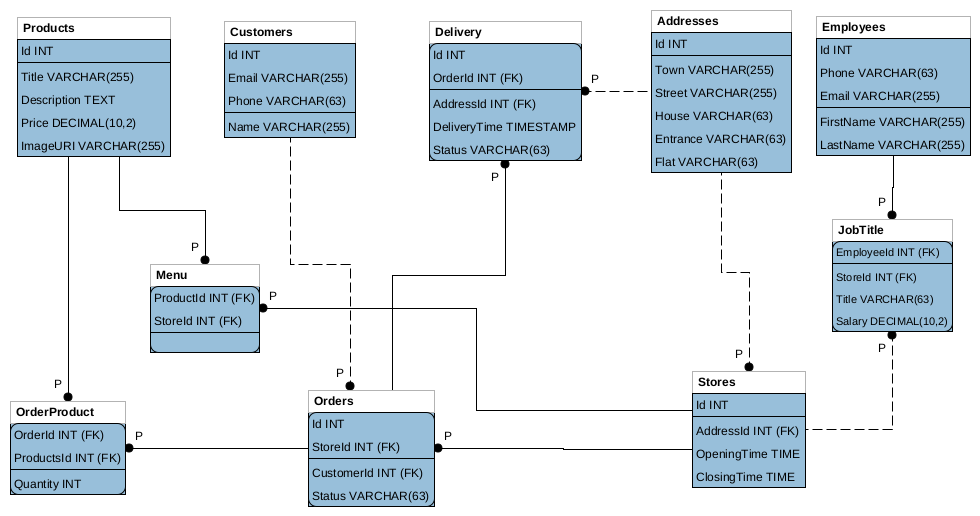 Products
Id INT
Title VARCHAR(255)
Description TEXT
Price DECIMAL(10,2)
ImageURI VARCHAR(255)
Customers
Id INT
Email VARCHAR(255)
Phone VARCHAR(63)
Name VARCHAR(255)
Delivery
Id INT
OrderId INT (FK)
AddressId INT (FK)
DeliveryTime TIMESTAMP
Status VARCHAR(63)
P
P
Addresses
Id INT
Town VARCHAR(255)
Street VARCHAR(255)
House VARCHAR(63)
Entrance VARCHAR(63)
Flat VARCHAR(63)
Employees
Id INT
Phone VARCHAR(63)
Email VARCHAR(255)
FirstName VARCHAR(255)
LastName VARCHAR(255)
P
JobTitle
EmployeeId INT (FK)
StoreId INT (FK)
Title VARCHAR(63)
Salary DECIMAL(10,2)
P
P
Menu
ProductId INT (FK)
StoreId INT (FK)
P
P
OrderProduct
OrderId INT (FK)
ProductsId INT (FK)
Quantity INT
P
P
Orders
Id INT
StoreId INT (FK)
CustomerId INT (FK)
Status VARCHAR(63)
P
P
Stores
Id INT
AddressId INT (FK)
OpeningTime TIME
ClosingTime TIME